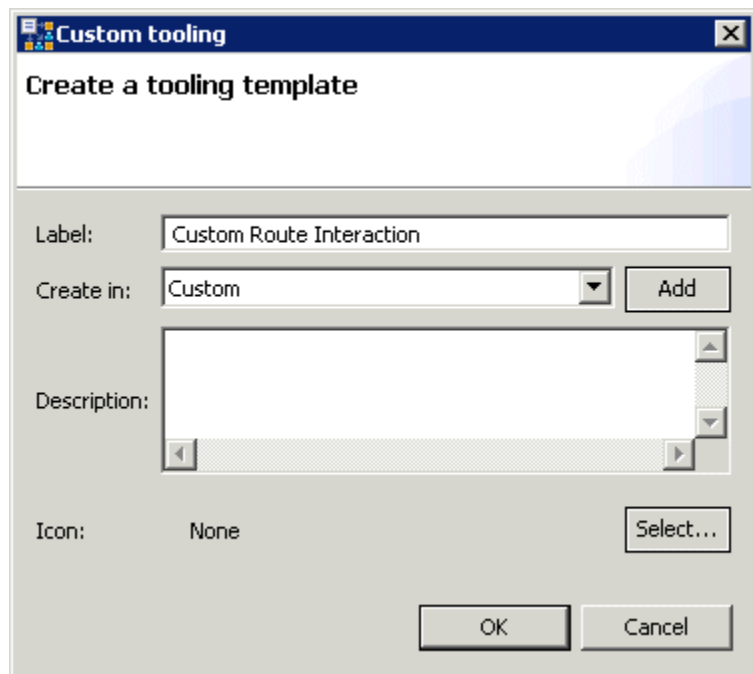 Custom tooling
Create a tooling template
Label: Custom Route Interaction
Create in: Custom Add
Description:
Icon: None Select...
OK Cancel